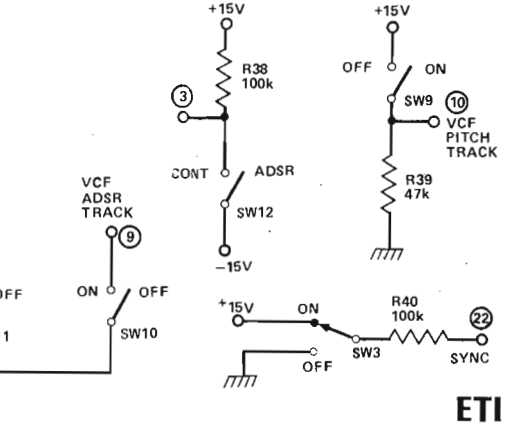 +15V
R38
100k
3
CONT
ADSR
SW12
−15V
+15V
OFF
ON
SW9
10
VCF
PITCH
TRACK
R39
47k
VCF
ADSR
TRACK
9
ON
OFF
SW10
OFF
1
+15V
ON
SW3
OFF
R40
100k
22
SYNC
ETI